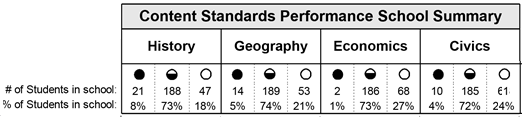 Content Standards Performance School Summary
History Geography Economics Civics
# of Students in school: 21 188 47 14 189 53 2 186 68 10 185 61
% of Students in school: 8% 73% 18% 5% 74% 21% 1% 73% 27% 4% 72% 24%